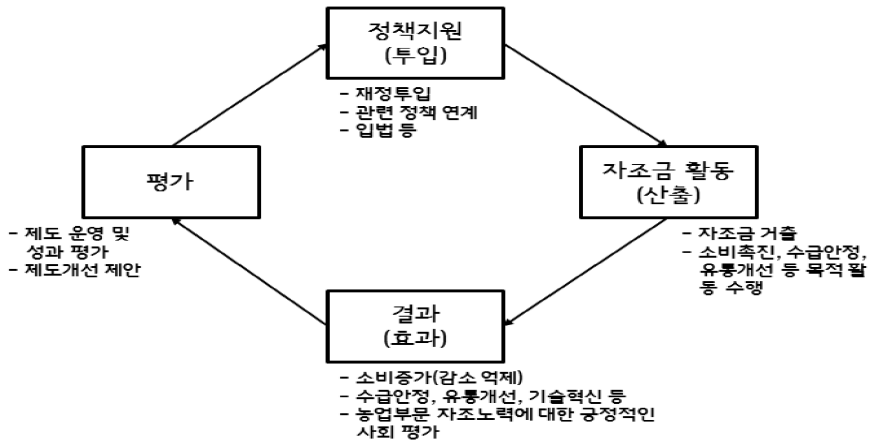 정책지원
(투입)
- 재정투입
- 관련 정책 연계
- 입법 등
평가
- 제도 운영 및
성과 평가
- 제도개선 제안
자조금 활동
(산출)
- 자조금 거출
- 소비촉진, 수급안정,
유통개선 등 목적 활
동 수행
결과
(효과)
- 소비증가(감소 억제)
- 수급안정, 유통개선, 기술혁신 등
- 농업부문 자조노력에 대한 긍정적인
사회 평가